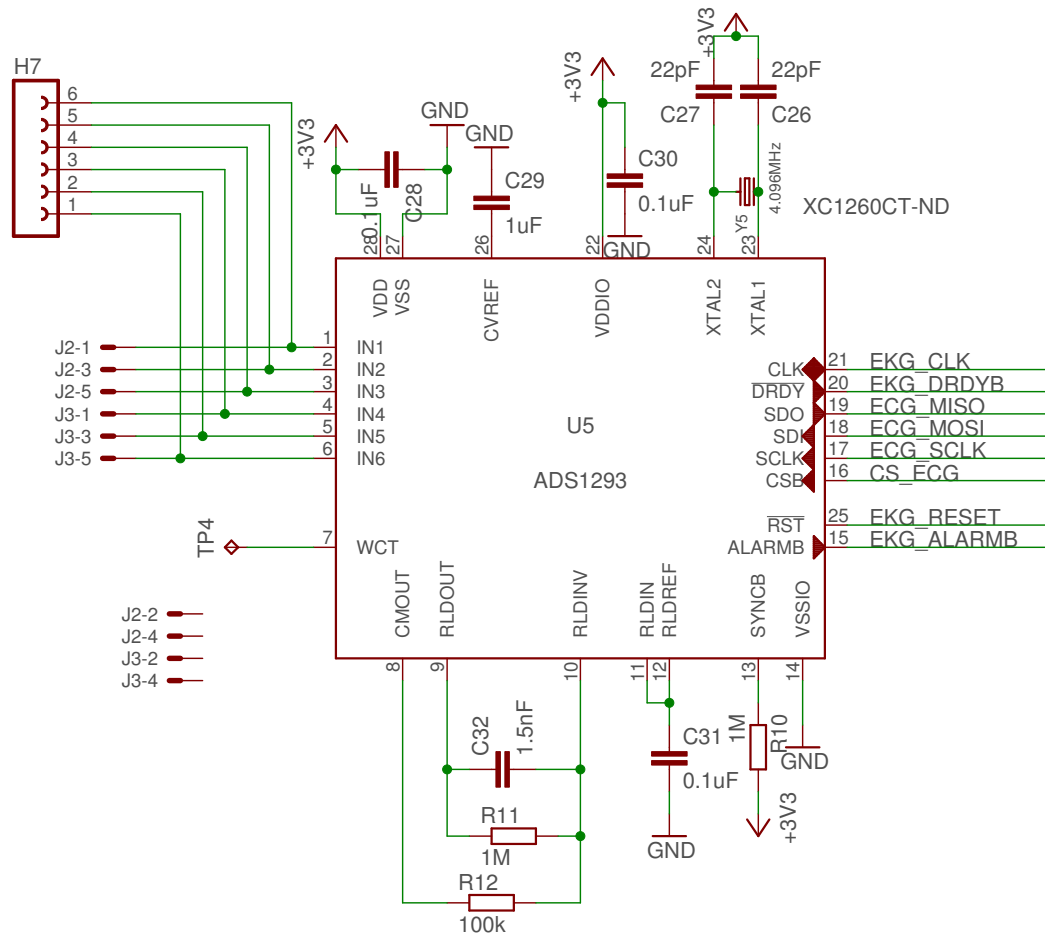 H7
6
5
4
3
2
1
+3V3
0.1uF
C28
GND
GND
C29
1uF
+3V3
C30
0.1uF
GND
+3V3
22pF
22pF
C27
C26
Y5
4.096MHz
XC1260CT-ND
28
27
26
22
24
23
VDD
VSS
CVREF
VDDIO
XTAL2
XTAL1
J2-1 1 IN1
J2-3 2 IN2
J2-5 3 IN3
J3-1 4 IN4
J3-3 5 IN5
J3-5 6 IN6
TP4 7 WCT
U5
ADS1293
CLK 21 EKG_CLK
DRDY 20 EKG_DRDYB
SDO 19 ECG_MISO
SDI 18 ECG_MOSI
SCLK 17 ECG_SCLK
CSB 16 CS_ECG
RST 25 EKG_RESET
ALARMB 15 EKG_ALARMB
J2-2
J2-4
J3-2
J3-4
CMOUT
RLDOUT
RLDINV
RLDIN
RLDREF
SYNCB
VSSIO
8
9
10
11
12
13
14
C32
1.5nF
R11
1M
R12
100k
C31
0.1uF
GND
1M
R10
+3V3
GND